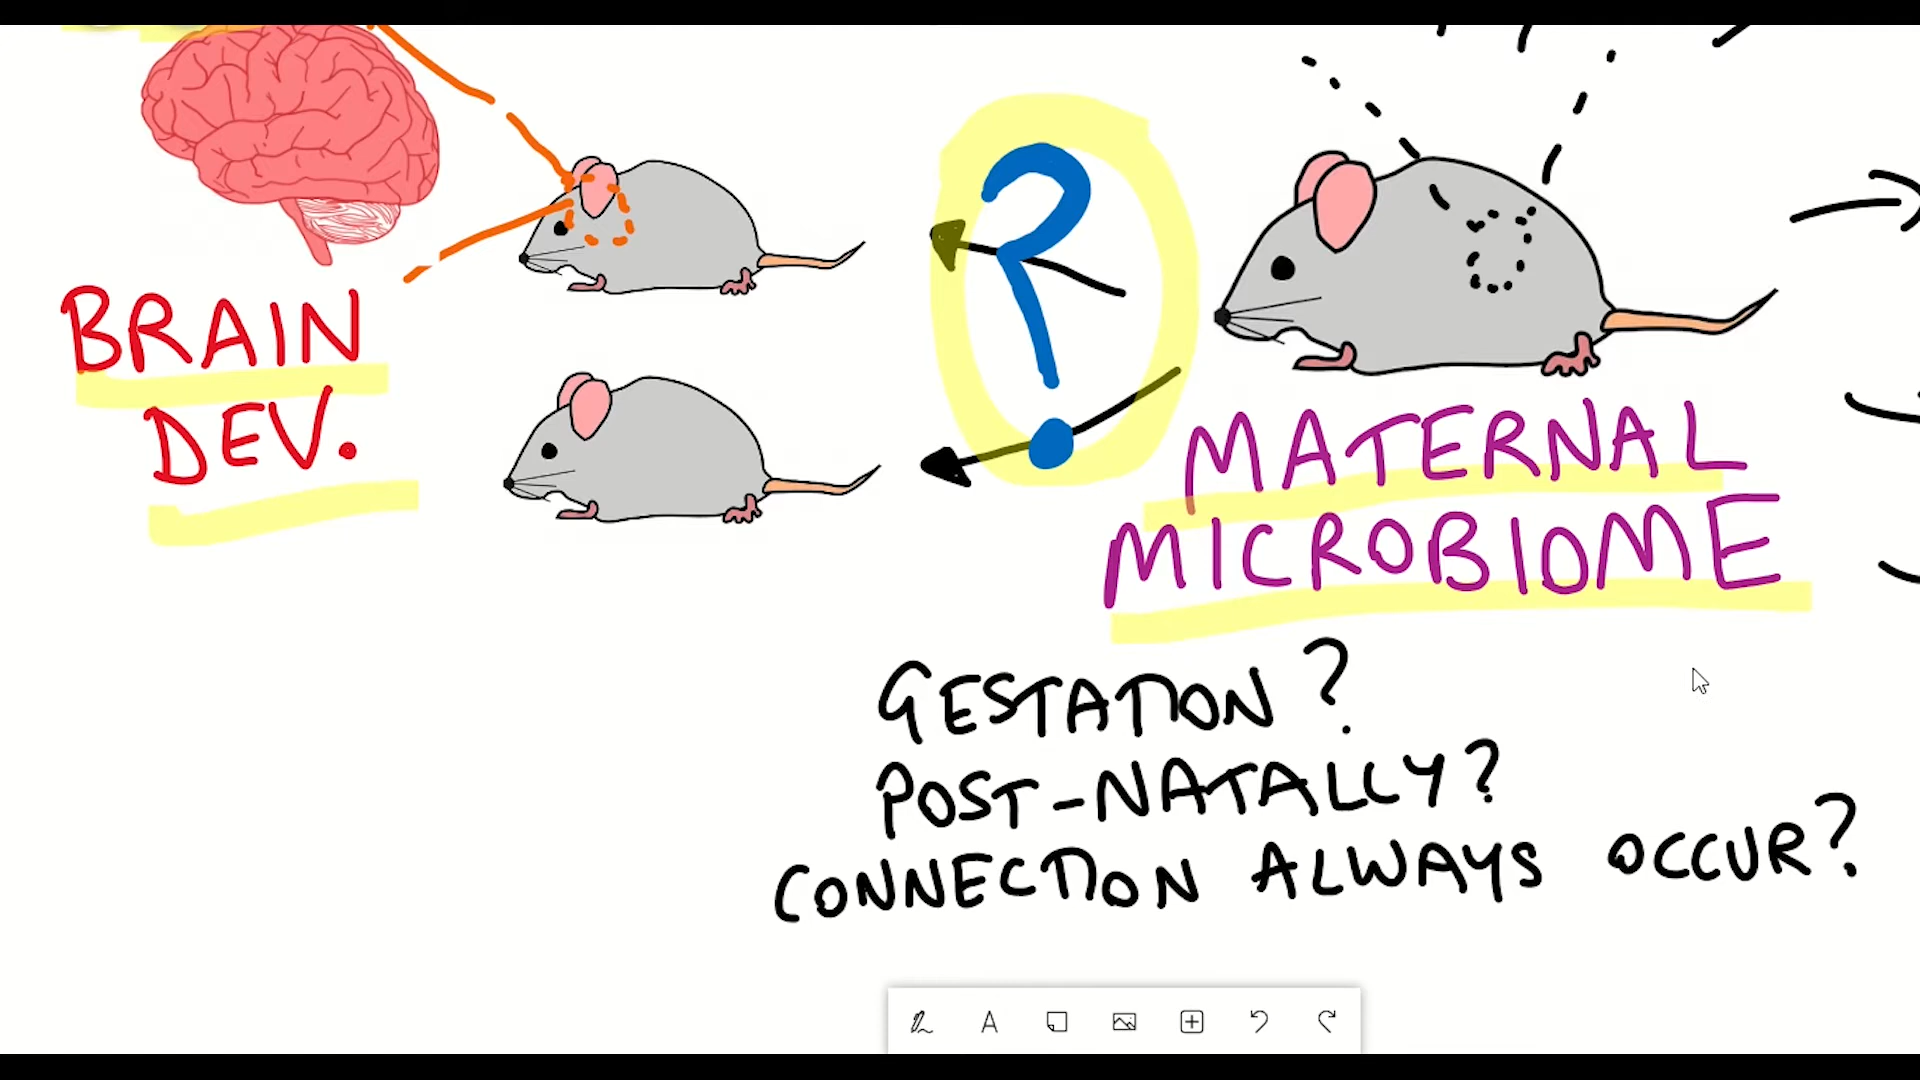 BRAIN
DEV.
?
MATERNAL
MICROBIOME
GESTATION?
POST-NATALLY?
CONNECTION ALWAYS OCCUR?
A